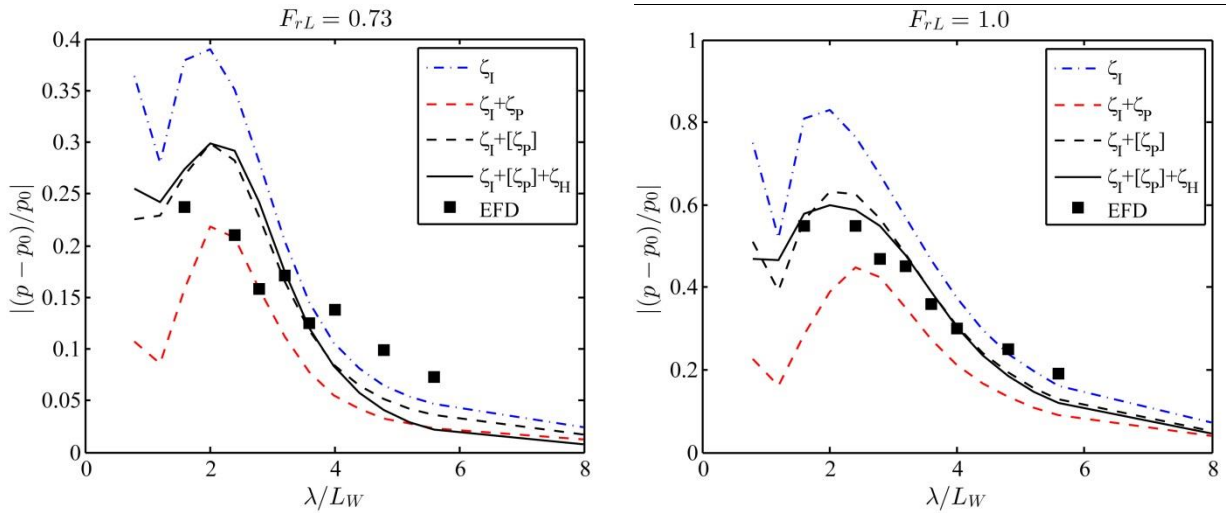 F_{rL} = 0.73
0.4
0.35
0.3
0.25
0.2
0.15
0.1
0.05
0
0
2
4
6
8
|(p − p_0)/p_0|
λ/L_W
ζ_I
ζ_I+ζ_P
ζ_I+[ζ_P]
ζ_I+[ζ_P]+ζ_H
EFD
F_{rL} = 1.0
1
0.8
0.6
0.4
0.2
0
0
2
4
6
8
|(p − p_0)/p_0|
λ/L_W
ζ_I
ζ_I+ζ_P
ζ_I+[ζ_P]
ζ_I+[ζ_P]+ζ_H
EFD